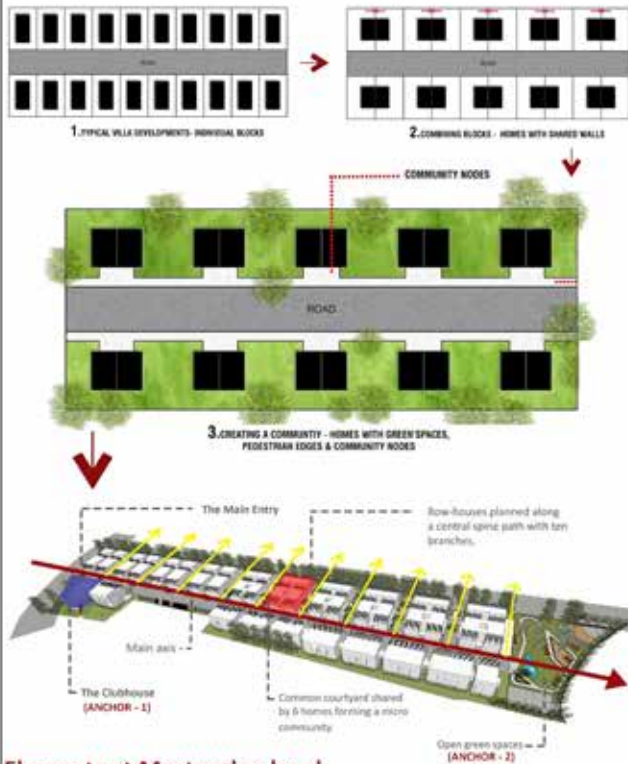 ROAD
ROAD
1.TYPICAL VILLA DEVELOPMENTS- INDIVIDUAL BLOCKS
2.COMBINING BLOCKS - HOMES WITH SHARED WALLS
COMMUNITY NODES
ROAD
3.CREATING A COMMUNTIY - HOMES WITH GREEN SPACES,
PEDESTRIAN EDGES & COMMUNITY NODES
The Main Entry
Row-houses planned along
a central spine path with ten
branches.
Main axis
The Clubhouse
(ANCHOR - 1)
Common courtyard shared
by 6 homes forming a micro
community
Open green spaces
(ANCHOR - 2)